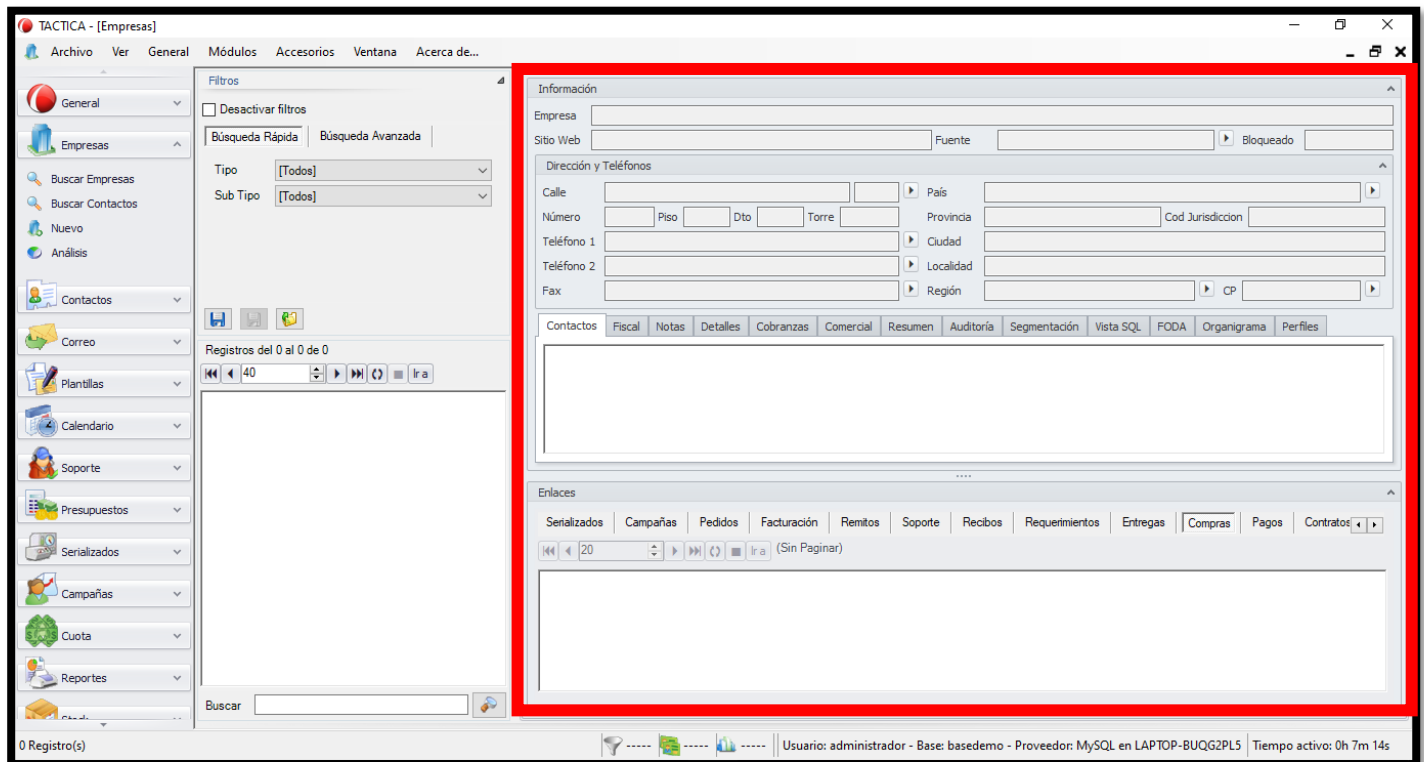 TACTICA - [Empresas]
Archivo Ver General Módulos Accesorios Ventana Acerca de...
General
Empresas
Buscar Empresas
Buscar Contactos
Nuevo
Análisis
Contactos
Correo
Plantillas
Calendario
Soporte
Presupuestos
Serializados
Campañas
Cuota
Reportes
Filtros
Desactivar filtros
Búsqueda Rápida Búsqueda Avanzada
Tipo [Todos]
Sub Tipo [Todos]
Registros del 0 al 0 de 0
40 Ir a
Buscar
Información
Empresa
Sitio Web Fuente Bloqueado
Dirección y Teléfonos
Calle País
Número Piso Dto Torre Provincia Cod Jurisdiccion
Teléfono 1 Ciudad
Teléfono 2 Localidad
Fax Región CP
Contactos Fiscal Notas Detalles Cobranzas Comercial Resumen Auditoría Segmentación Vista SQL FODA Organigrama Perfiles
Enlaces
Serializados Campañas Pedidos Facturación Remitos Soporte Recibos Requerimientos Entregas Compras Pagos Contratos
20 Ir a (Sin Paginar)
0 Registro(s) ----- ----- ----- Usuario: administrador - Base: basedemo - Proveedor: MySQL en LAPTOP-BUQG2PL5 Tiempo activo: 0h 7m 14s